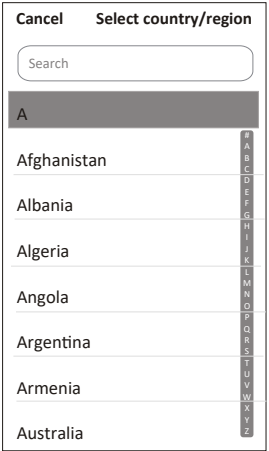 Cancel Select country/region
Search
A
Afghanistan
Albania
Algeria
Angola
Argentina
Armenia
Australia
#
A
B
C
D
E
F
G
H
I
J
K
L
M
N
O
P
Q
R
S
T
U
V
W
X
Y
Z